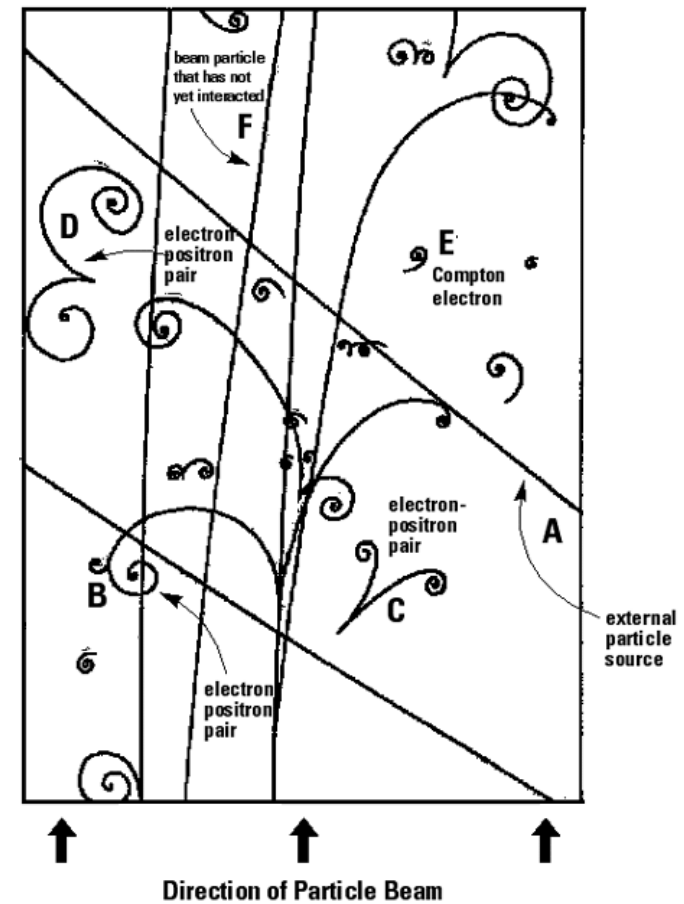 beam particle
that has not
yet interacted
F
D
electron
positron
pair
E
Compton
electron
electron-
positron
pair
A
B
C
external
particle
source
electron
positron
pair
Direction of Particle Beam